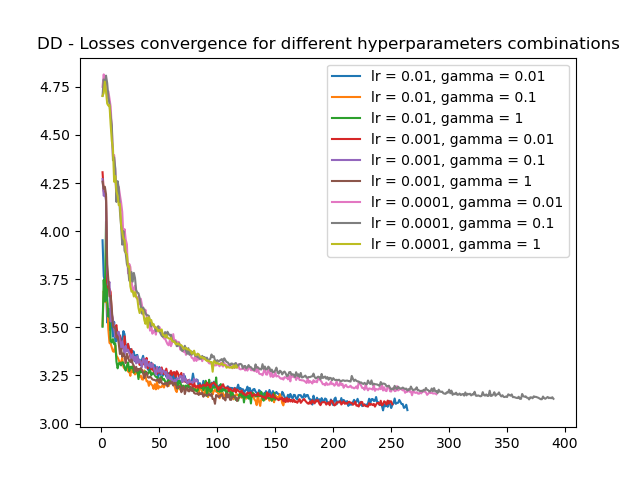 DD - Losses convergence for different hyperparameters combinations
4.75
4.50
4.25
4.00
3.75
3.50
3.25
3.00
lr = 0.01, gamma = 0.01
lr = 0.01, gamma = 0.1
lr = 0.01, gamma = 1
lr = 0.001, gamma = 0.01
lr = 0.001, gamma = 0.1
lr = 0.001, gamma = 1
lr = 0.0001, gamma = 0.01
lr = 0.0001, gamma = 0.1
lr = 0.0001, gamma = 1
0 50 100 150 200 250 300 350 400